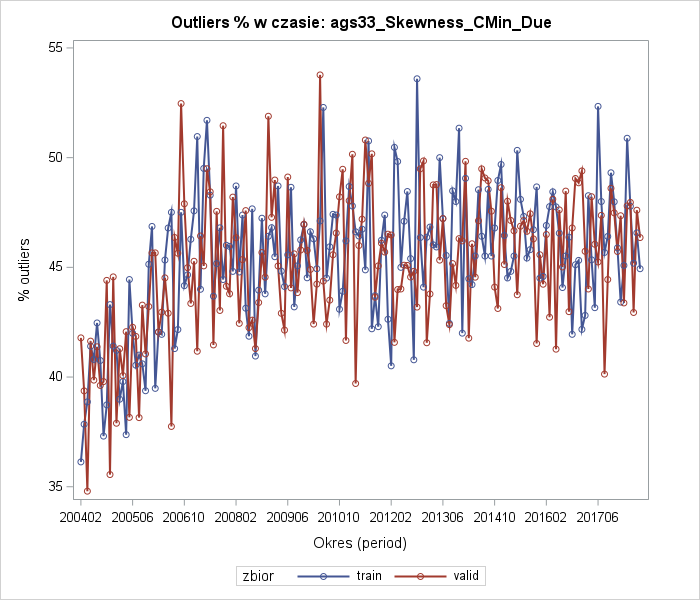 Outliers % w czasie: ags33_Skewness_CMin_Due
% outliers
55
50
45
40
35
200402 200506 200610 200802 200906 201010 201202 201306 201410 201602 201706
Okres (period)
zbior train valid